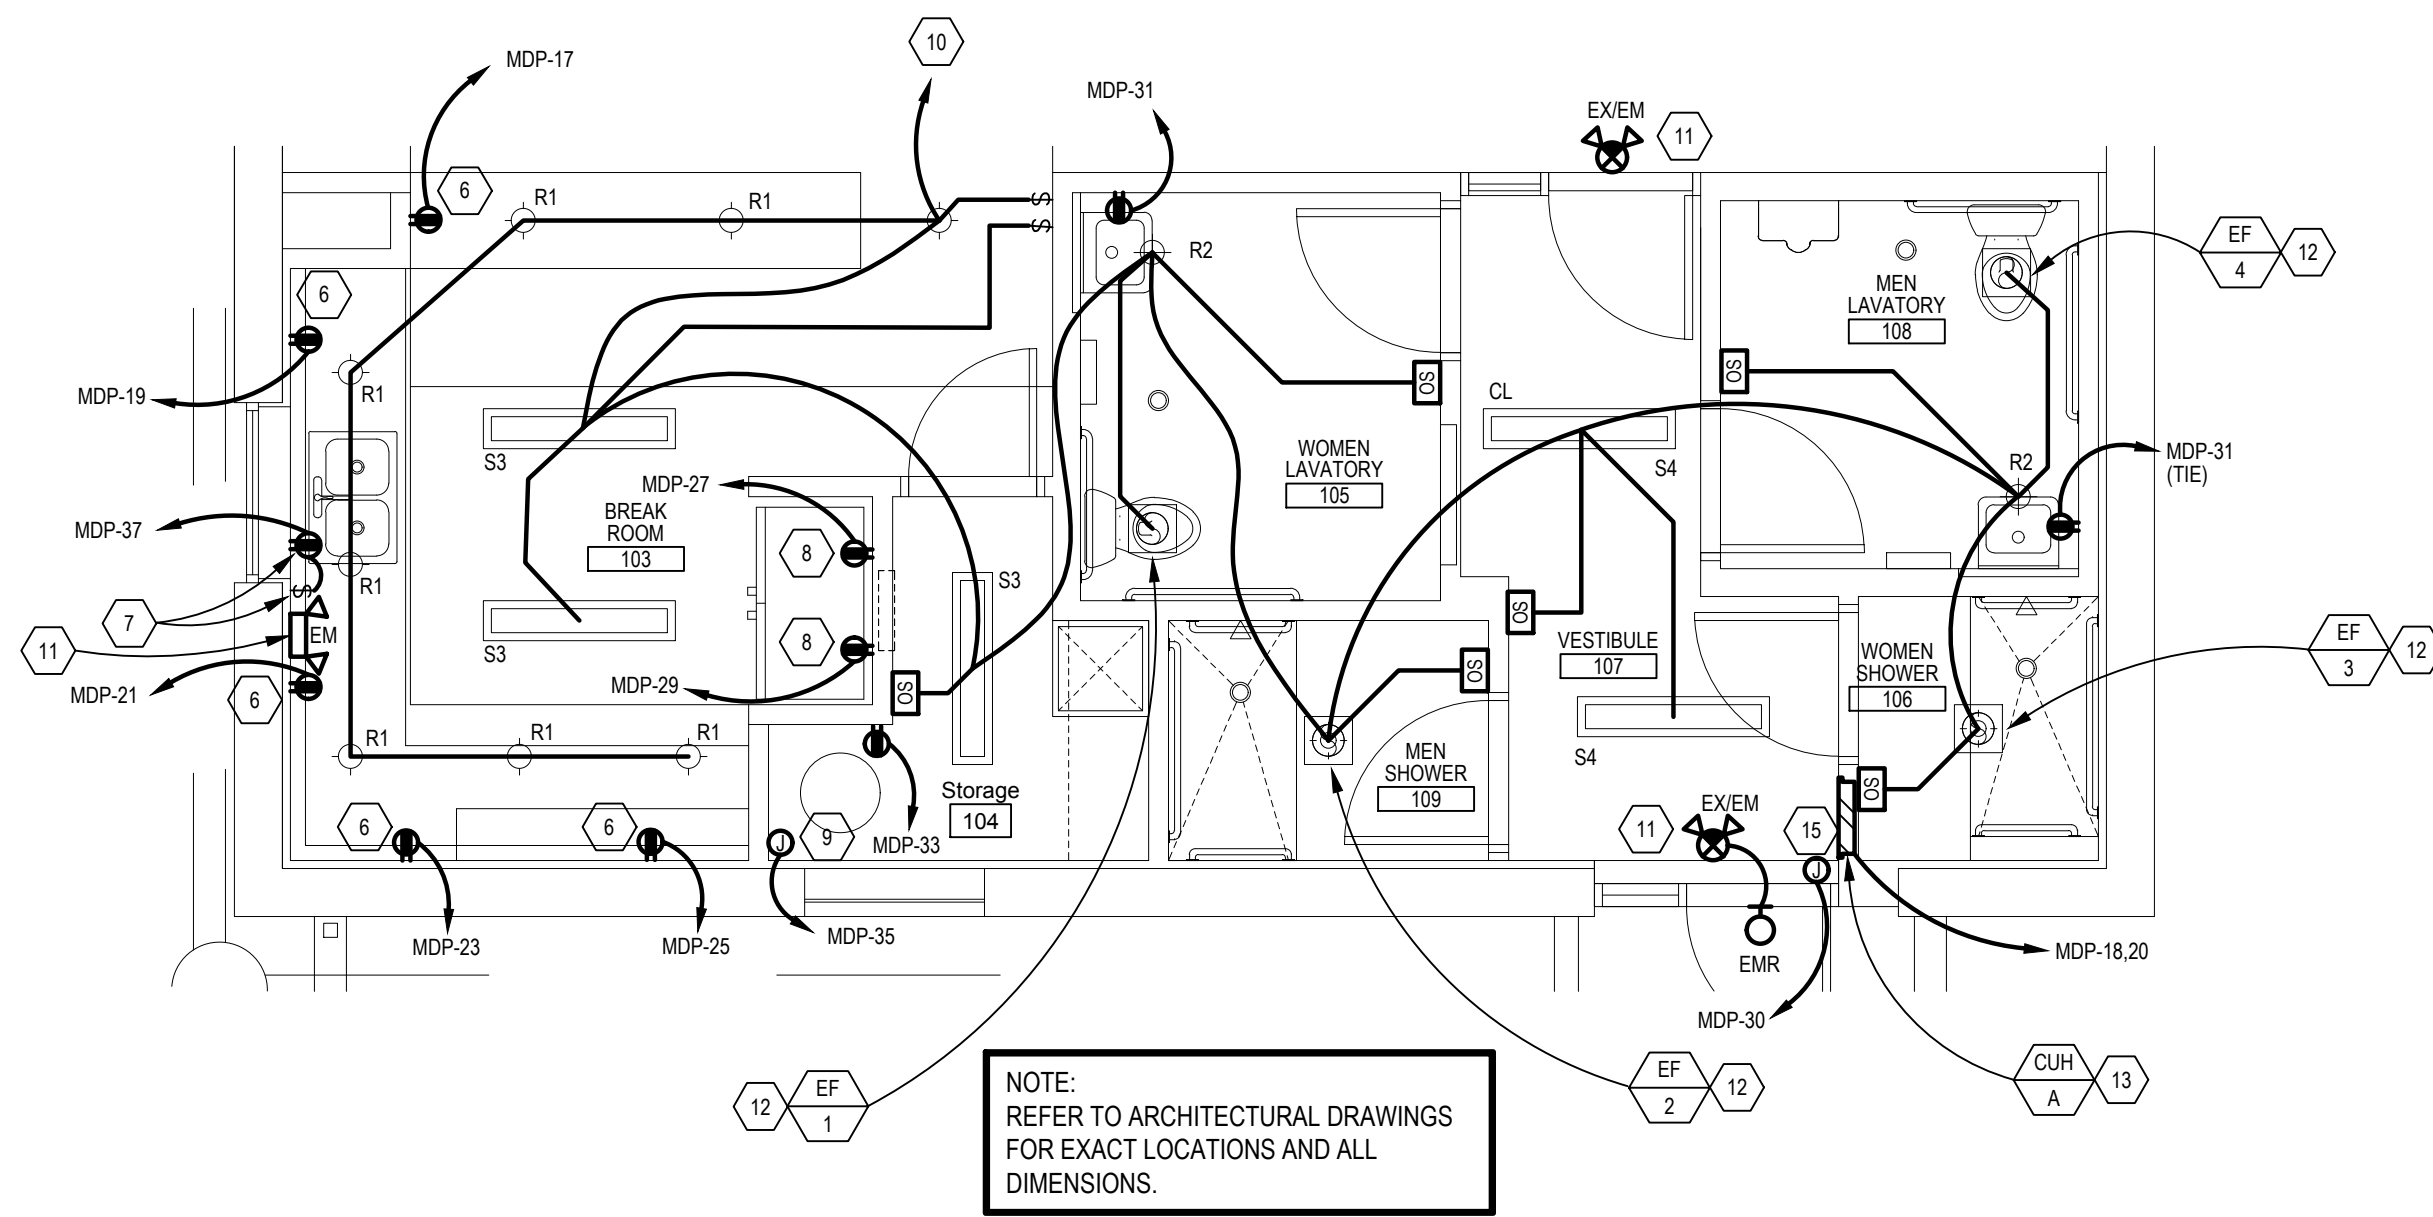 MDP-17
10
MDP-31
EX/EM
11
6
R1
R1
S
S
R2
EF
4
12
MEN
LAVATORY
108
6
MDP-19
R1
OS
OS
CL
S3
WOMEN
LAVATORY
105
S4
MDP-31
(TIE)
R2
MDP-27
BREAK
ROOM
103
MDP-37
8
R1
S
7
EM
11
S3
8
S3
MDP-29
OS
MDP-21
6
OS
OS
VESTIBULE
107
WOMEN
SHOWER
106
EF
3
12
R1
R1
R1
MEN
SHOWER
109
S4
OS
Storage
104
6
6
J
9
MDP-33
11
EX/EM
15
J
MDP-23
MDP-25
MDP-35
EMR
MDP-18,20
MDP-30
12
EF
1
NOTE:
REFER TO ARCHITECTURAL DRAWINGS
FOR EXACT LOCATIONS AND ALL
DIMENSIONS.
EF
2
12
CUH
A
13